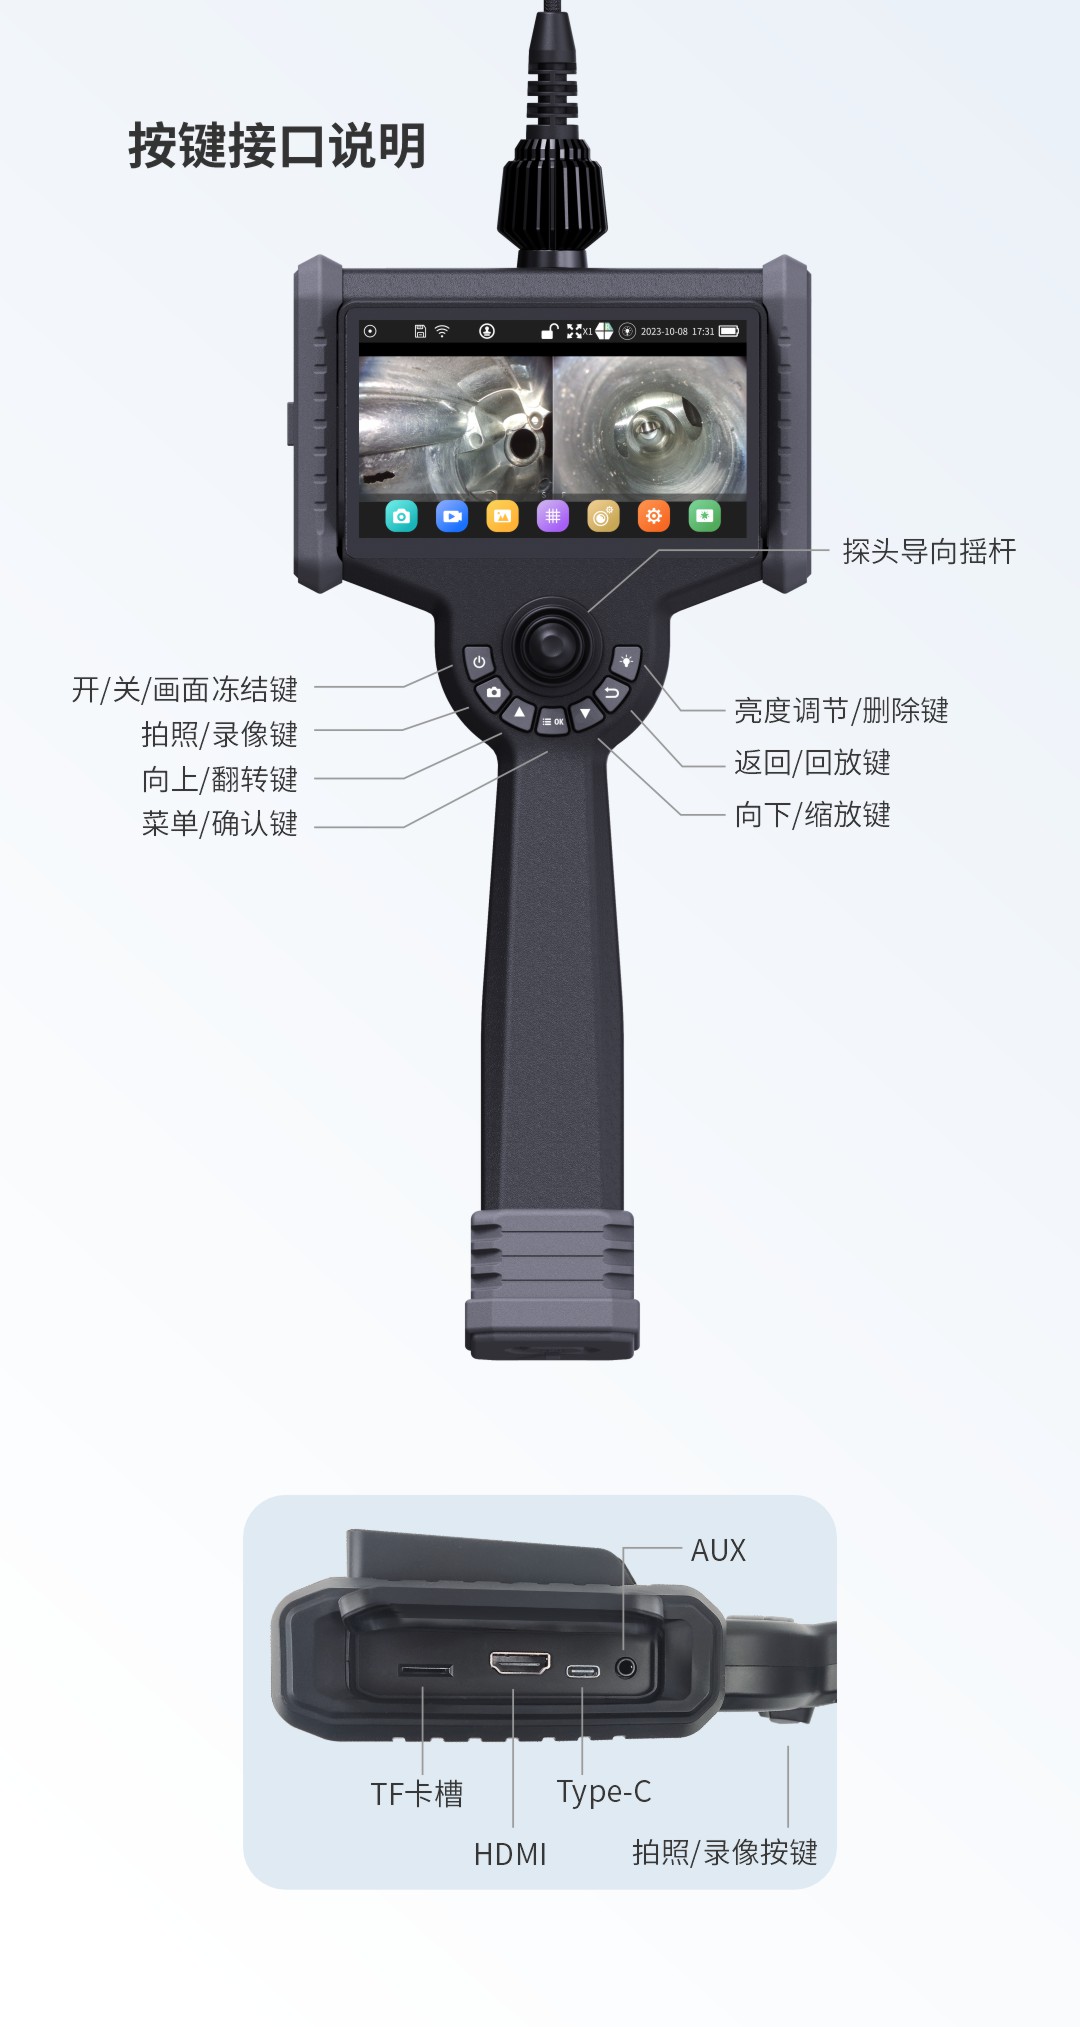 按键接口说明
X1 2023-10-08 17:31
探头导向摇杆
开/关/画面冻结键
拍照/录像键
向上/翻转键
菜单/确认键
OK
亮度调节/删除键
返回/回放键
向下/缩放键
AUX
TF卡槽
Type-C
HDMI
拍照/录像按键